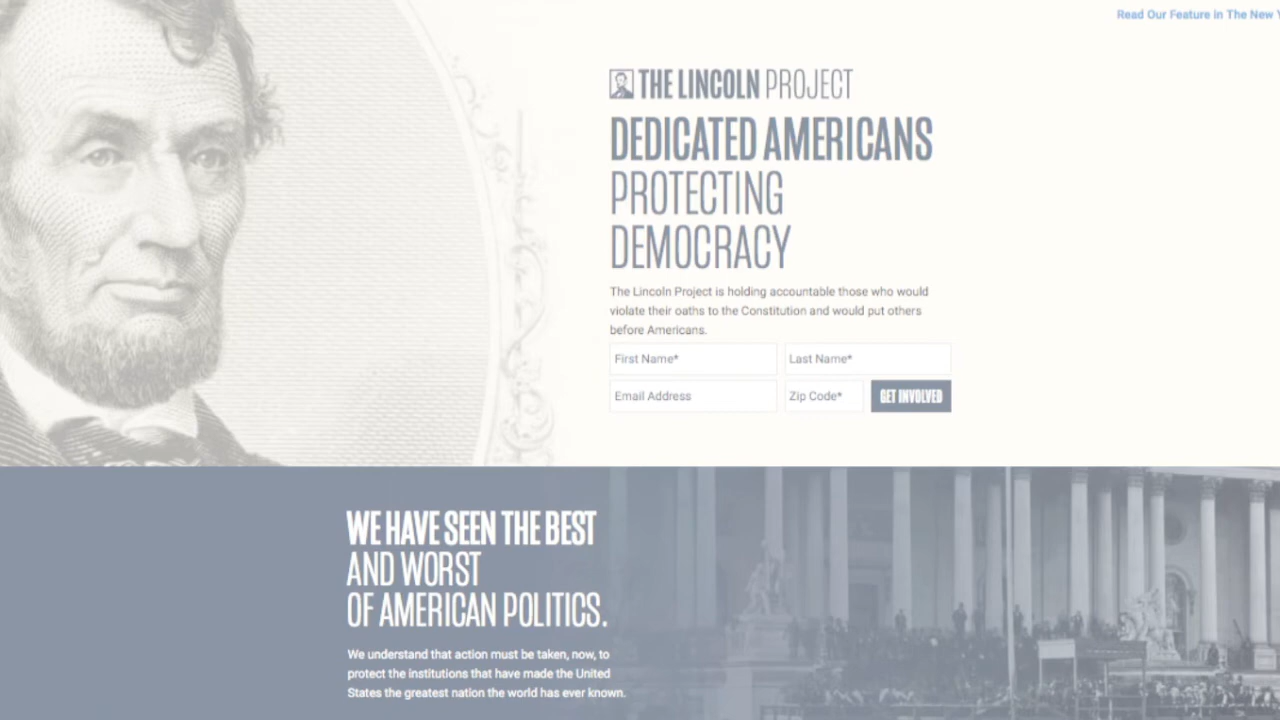 Read Our Feature in The New
THE LINCOLN PROJECT
DEDICATED AMERICANS
PROTECTING
DEMOCRACY
The Lincoln Project is holding accountable those who would
violate their oaths to the Constitution and would put others
before Americans.
First Name* Last Name*
Email Address Zip Code* GET INVOLVED
WE HAVE SEEN THE BEST
AND WORST
OF AMERICAN POLITICS.
We understand that action must be taken, now, to
protect the institutions that have made the United
States the greatest nation the world has ever known.